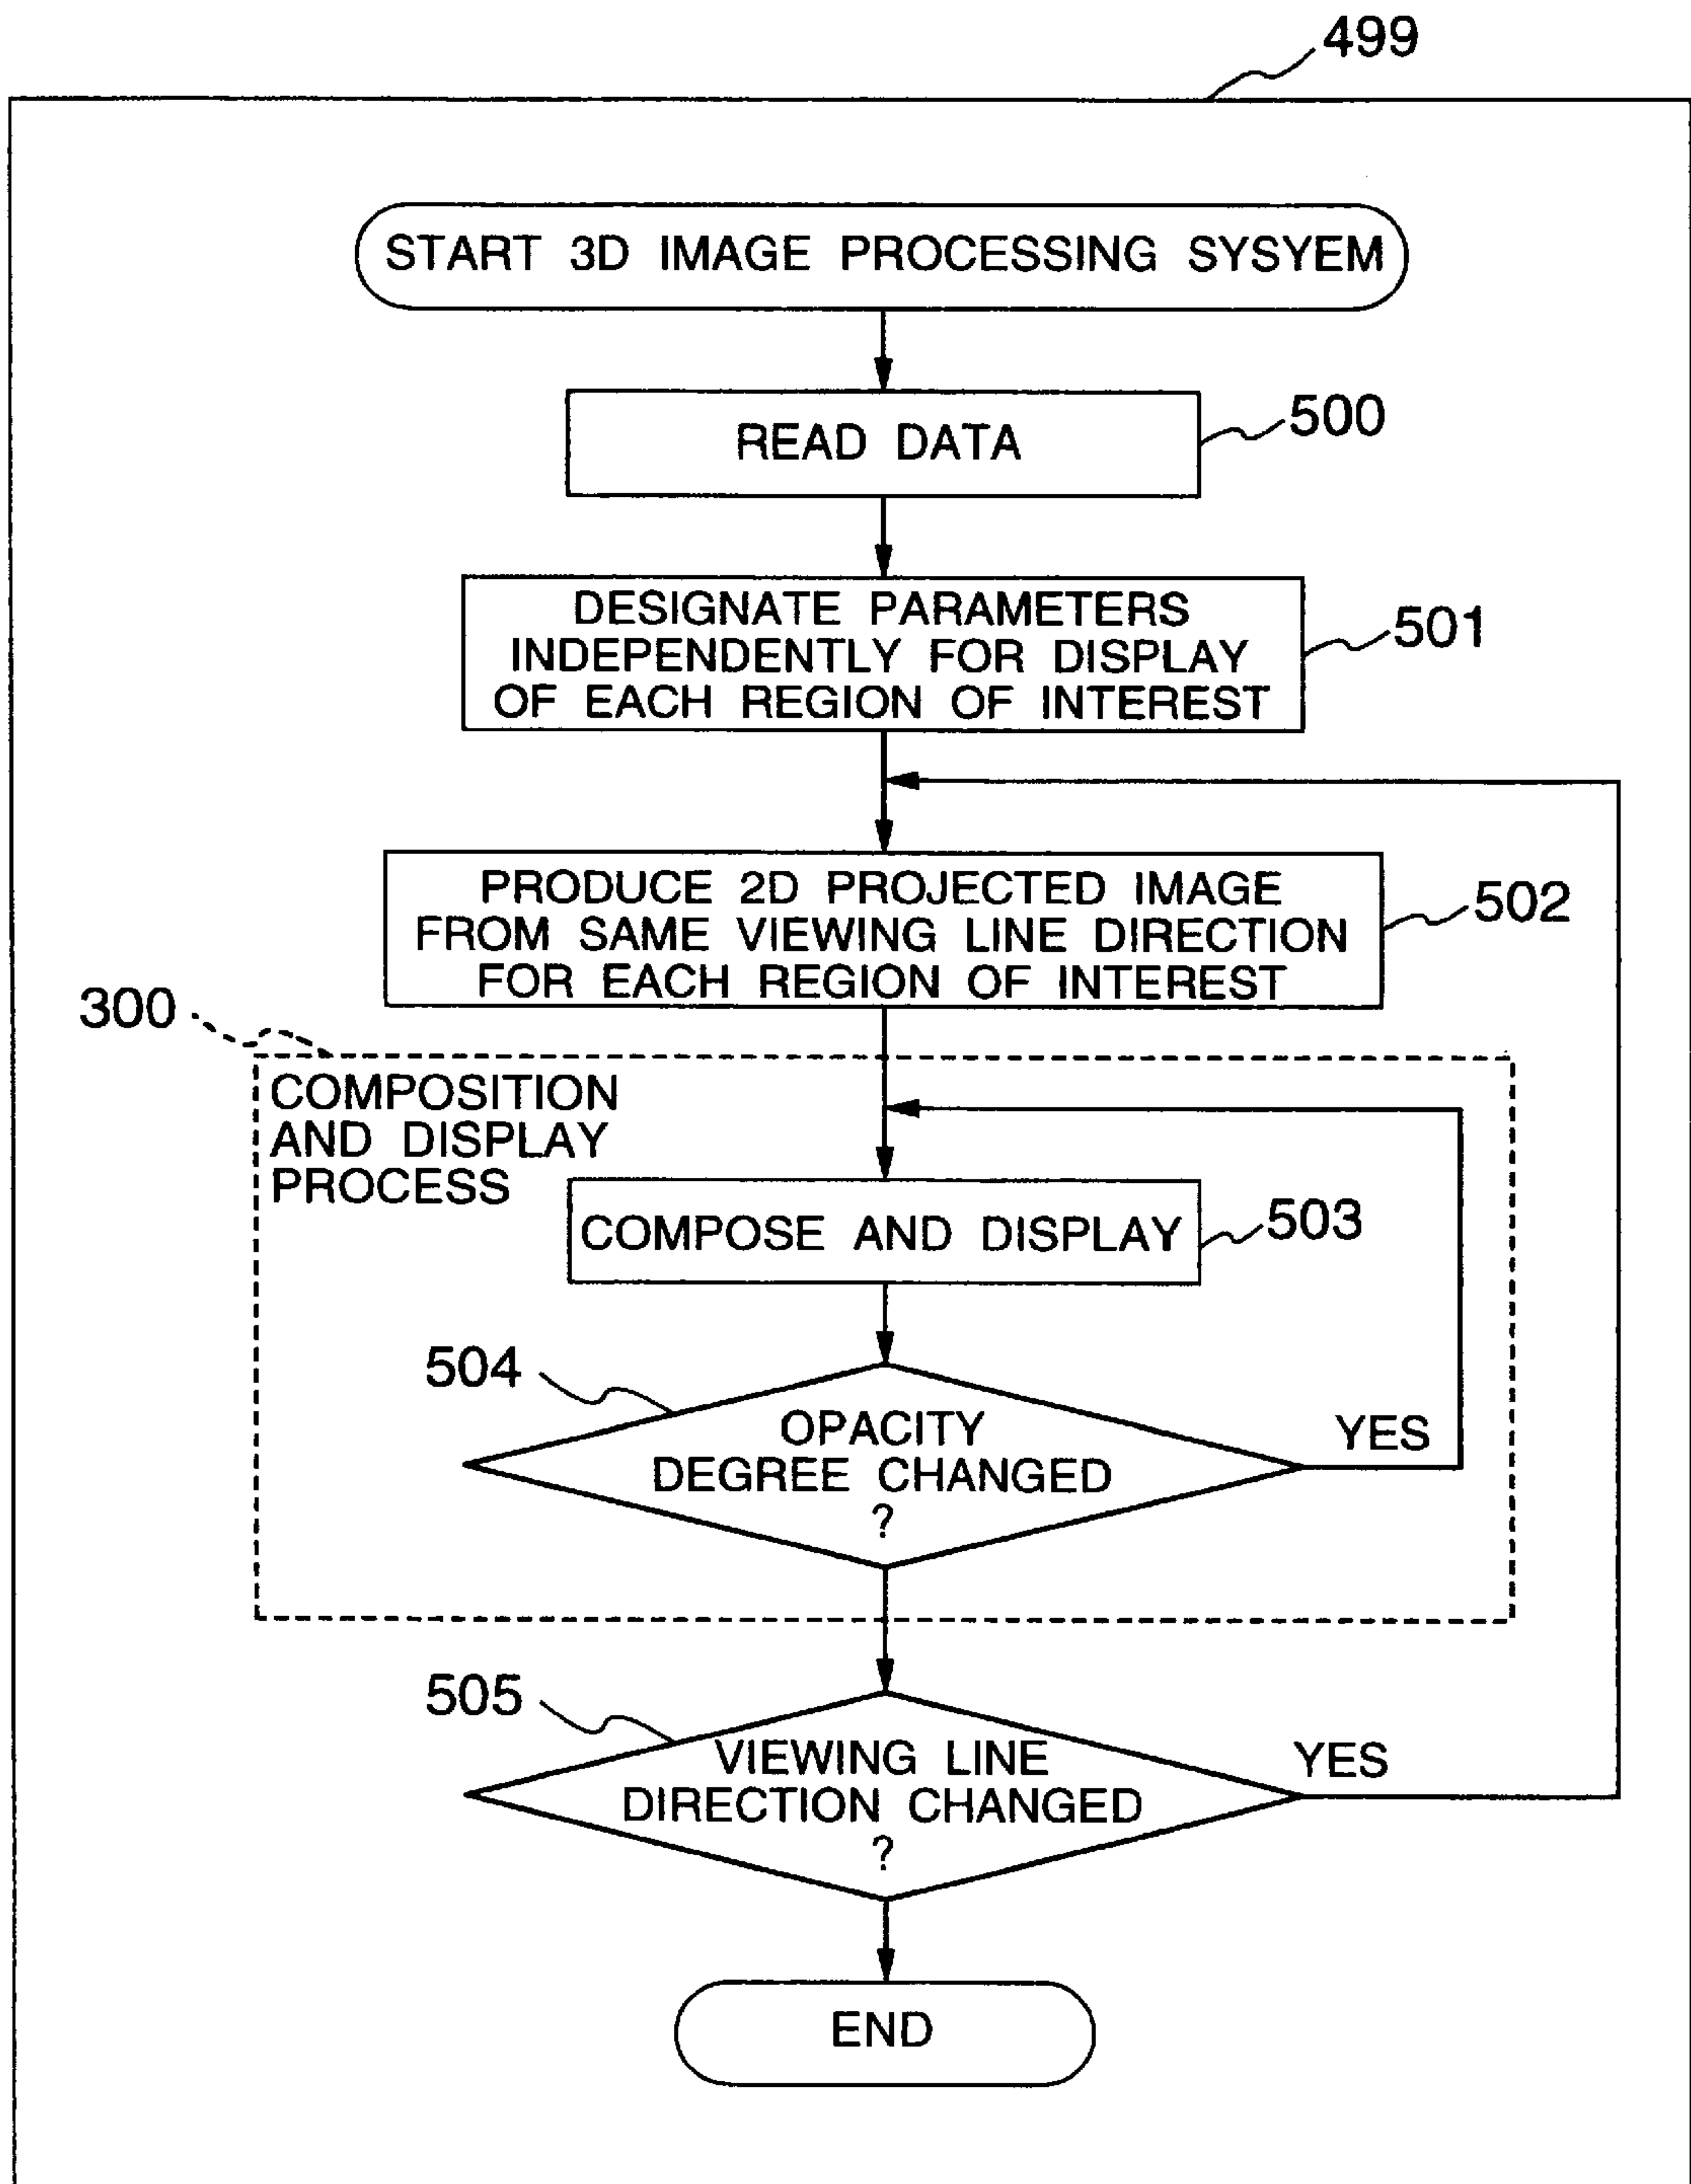 499
START 3D IMAGE PROCESSING SYSYEM
READ DATA
500
DESIGNATE PARAMETERS
INDEPENDENTLY FOR DISPLAY
OF EACH REGION OF INTEREST
501
PRODUCE 2D PROJECTED IMAGE
FROM SAME VIEWING LINE DIRECTION
FOR EACH REGION OF INTEREST
502
300
COMPOSITION
AND DISPLAY
PROCESS
COMPOSE AND DISPLAY
503
504
OPACITY
DEGREE CHANGED
?
YES
505
VIEWING LINE
DIRECTION CHANGED
?
YES
END